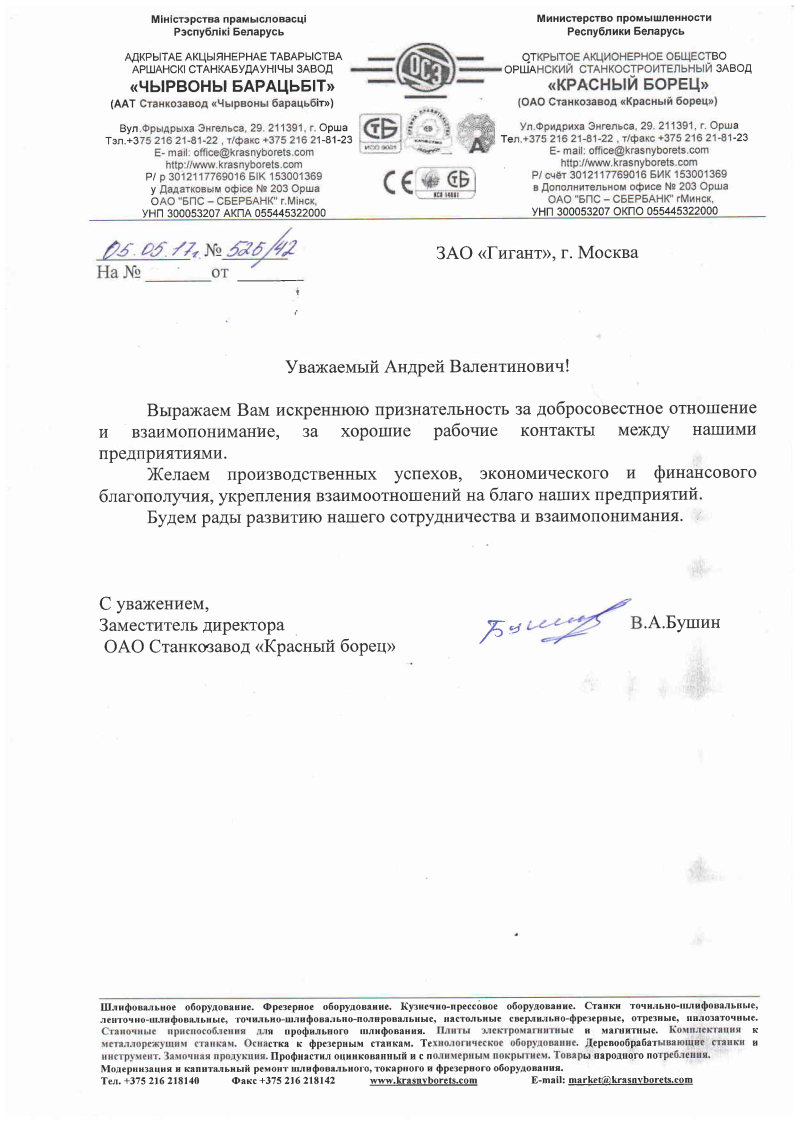 Міністэрства прамысловасці
Рэспублікі Беларусь
АДКРЫТАЕ АКЦЫЯНЕРНАЕ ТАВАРЫСТВА
АРШАНСКІ СТАНКАБУДАУНІЧЫ ЗАВОД
«ЧЫРВОНЫ БАРАЦЬБІТ»
(ААТ Станкозавод «Чырвоны барацьбіт»)
Вул.Фрыдрыха Энгельса, 29. 211391, г. Орша
Тэл.+375 216 21-81-22 , т/факс +375 216 21-81-23
E- mail: office@krasnyborets.com
http://www.krasnyborets.com
Р/ р 3012117769016 БІК 153001369
у Дадатковым офісе № 203 Орша
ОАО "БПС – СБЕРБАНК" г.Мінск,
УНП 300053207 АКПА 055445322000
ОСЗ
СТБ
ИСО 9001
А
CE
СТБ
ИСО 14001
Министерство промышленности
Республики Беларусь
ОТКРЫТОЕ АКЦИОНЕРНОЕ ОБЩЕСТВО
ОРШАНСКИЙ СТАНКОСТРОИТЕЛЬНЫЙ ЗАВОД
«КРАСНЫЙ БОРЕЦ»
(ОАО Станкозавод «Красный борец»)
Ул.Фридриха Энгельса, 29. 211391, г. Орша
Тел.+375 216 21-81-22 , т/факс +375 216 21-81-23
E- mail: office@krasnyborets.com
http://www.krasnyborets.com
Р/ счёт 3012117769016 БИК 153001369
в Дополнительном офисе № 203 Орша
ОАО "БПС – СБЕРБАНК" гМинск,
УНП 300053207 ОКПО 055445322000
05.05.17г. № 525/42
На № _______от _______
ЗАО «Гигант», г. Москва
Уважаемый Андрей Валентинович!
Выражаем Вам искреннюю признательность за добросовестное отношение
и взаимопонимание, за хорошие рабочие контакты между нашими
предприятиями.
Желаем производственных успехов, экономического и финансового
благополучия, укрепления взаимоотношений на благо наших предприятий.
Будем рады развитию нашего сотрудничества и взаимопонимания.
С уважением,
Заместитель директора
ОАО Станкозавод «Красный борец»
В.А.Бушин
Шлифовальное оборудование. Фрезерное оборудование. Кузнечно-прессовое оборудование. Станки точильно-шлифовальные,
ленточно-шлифовальные, точильно-шлифовально-полировальные, настольные сверлильно-фрезерные, отрезные, пилозаточные.
Станочные приспособления для профильного шлифования. Плиты электромагнитные и магнитные. Комплектация к
металлорежущим станкам. Оснастка к фрезерным станкам. Технологическое оборудование. Деревообрабатывающие станки и
инструмент. Замочная продукция. Профнастил оцинкованный и с полимерным покрытием. Товары народного потребления.
Модернизация и капитальный ремонт шлифовального, токарного и фрезерного оборудования.
Тел. +375 216 218140 Факс +375 216 218142 www.krasnyborets.com E-mail: market@krasnyborets.com